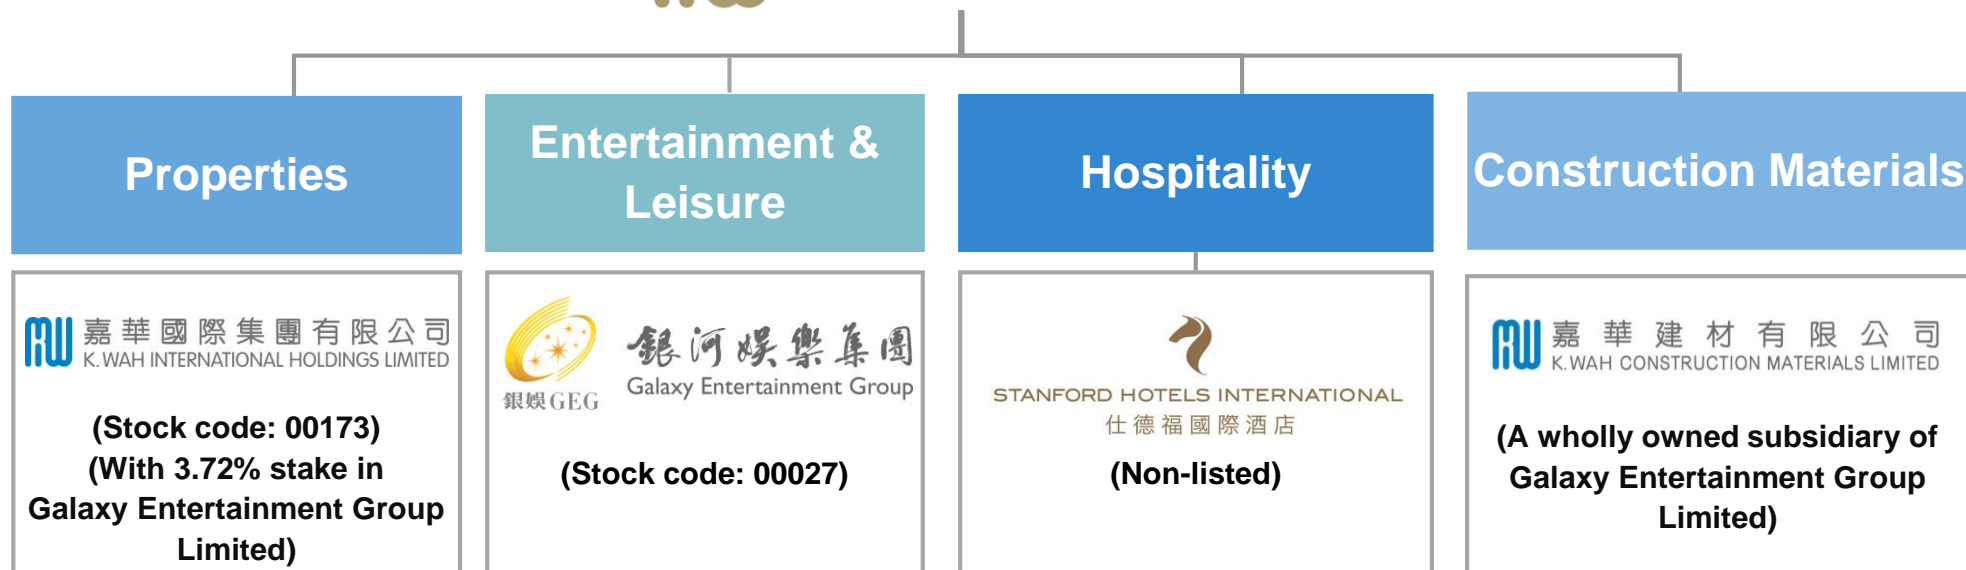 Properties
嘉華國際集團有限公司
K. WAH INTERNATIONAL HOLDINGS LIMITED
(Stock code: 00173)
(With 3.72% stake in
Galaxy Entertainment Group
Limited)
Entertainment &
Leisure
銀娛GEG
銀河娛樂集團
Galaxy Entertainment Group
(Stock code: 00027)
Hospitality
STANFORD HOTELS INTERNATIONAL
仕德福國際酒店
(Non-listed)
Construction Materials
嘉華建材有限公司
K. WAH CONSTRUCTION MATERIALS LIMITED
(A wholly owned subsidiary of
Galaxy Entertainment Group
Limited)